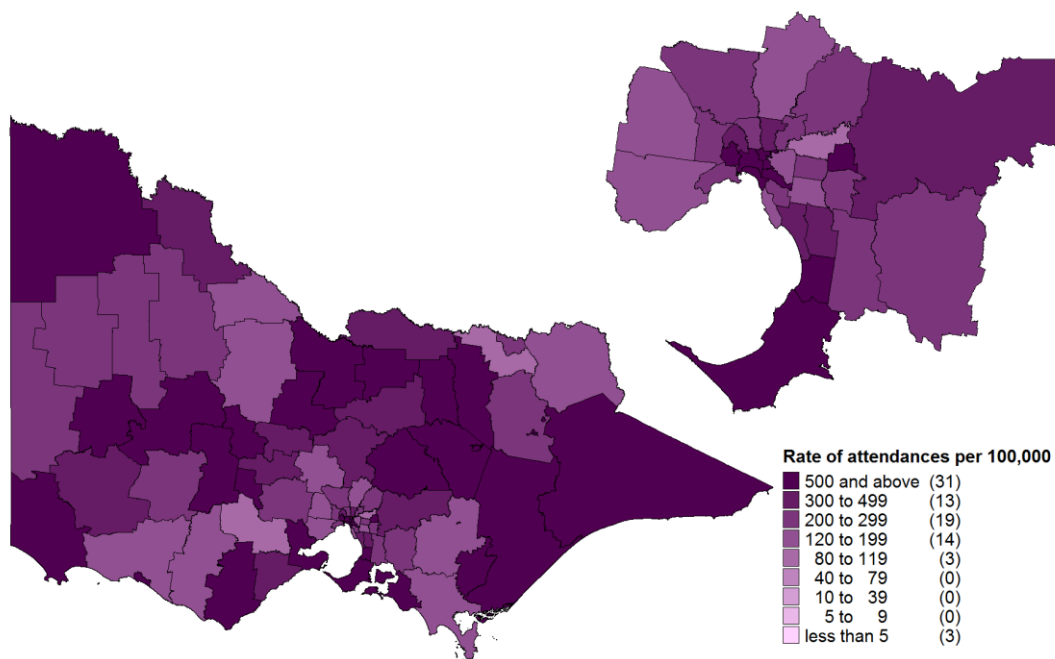 Rate of attendances per 100,000
500 and above (31)
300 to 499 (13)
200 to 299 (19)
120 to 199 (14)
80 to 119 (3)
40 to 79 (0)
10 to 39 (0)
5 to 9 (0)
less than 5 (3)